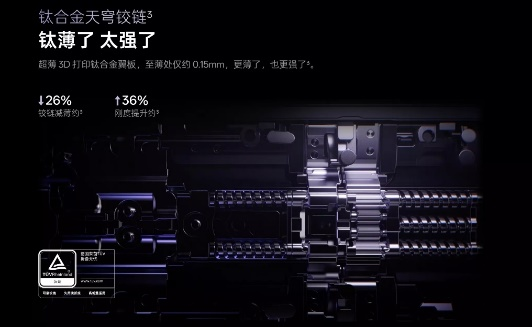 钛合金天穹铰链³
钛薄了 太强了
超薄 3D 打印钛合金翼板，至薄处仅约 0.15mm，更薄了，也更强了⁵。
↓26%
铰链减薄约³
↑36%
刚度提升约³
TÜVRheinland